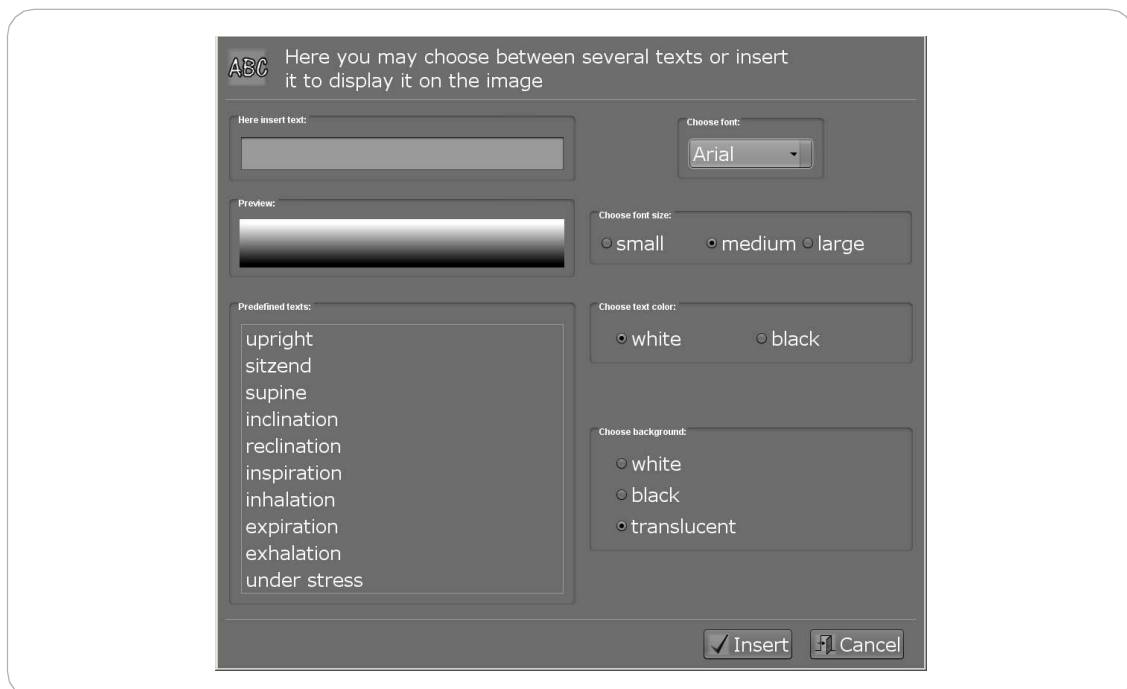 ABC
Here you may choose between several texts or insert
it to display it on the image
Here insert text:
Choose font:
Arial
Preview:
Choose font size:
small medium large
Predefined texts:
upright
sitzend
supine
inclination
reclination
inspiration
inhalation
expiration
exhalation
under stress
Choose text color:
white black
Choose background:
white
black
translucent
Insert Cancel